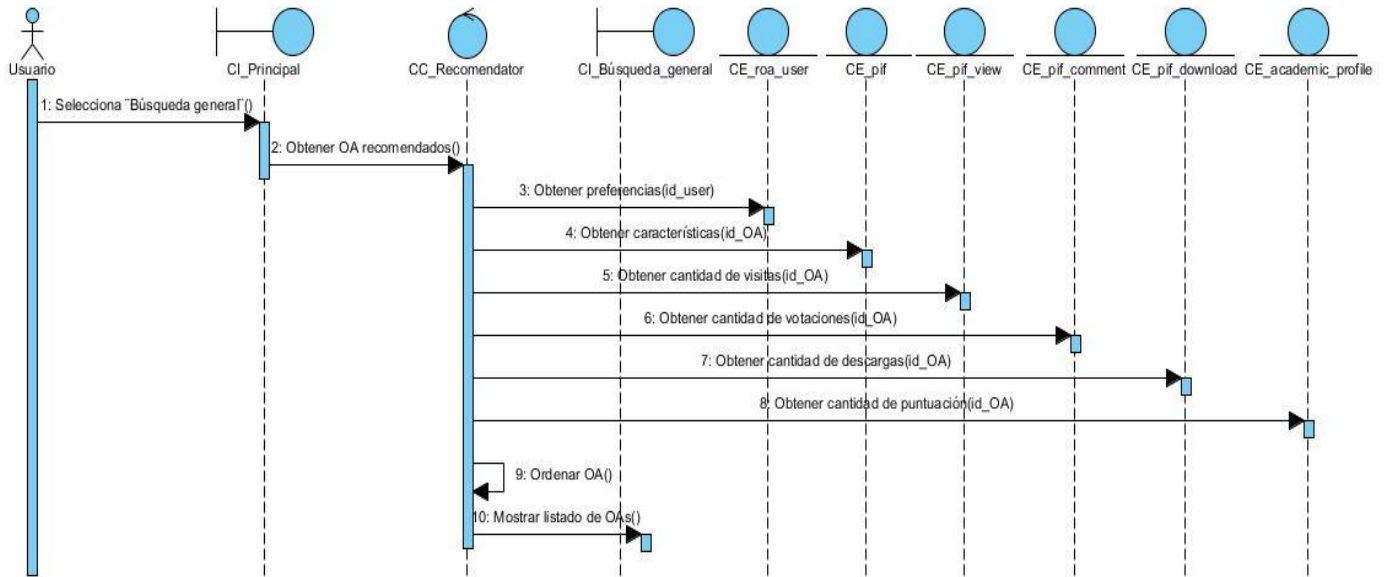 Usuario
CI_Principal
CC_Recomendator
CI_Búsqueda_general
CE_roa_user
CE_pif
CE_pif_view
CE_pif_comment
CE_pif_download
CE_academic_profile
1: Selecciona ¨Búsqueda general¨()
2: Obtener OA recomendados()
3: Obtener preferencias(id_user)
4: Obtener características(id_OA)
5: Obtener cantidad de visitas(id_OA)
6: Obtener cantidad de votaciones(id_OA)
7: Obtener cantidad de descargas(id_OA)
8: Obtener cantidad de puntuación(id_OA)
9: Ordenar OA()
10: Mostrar listado de OAs()